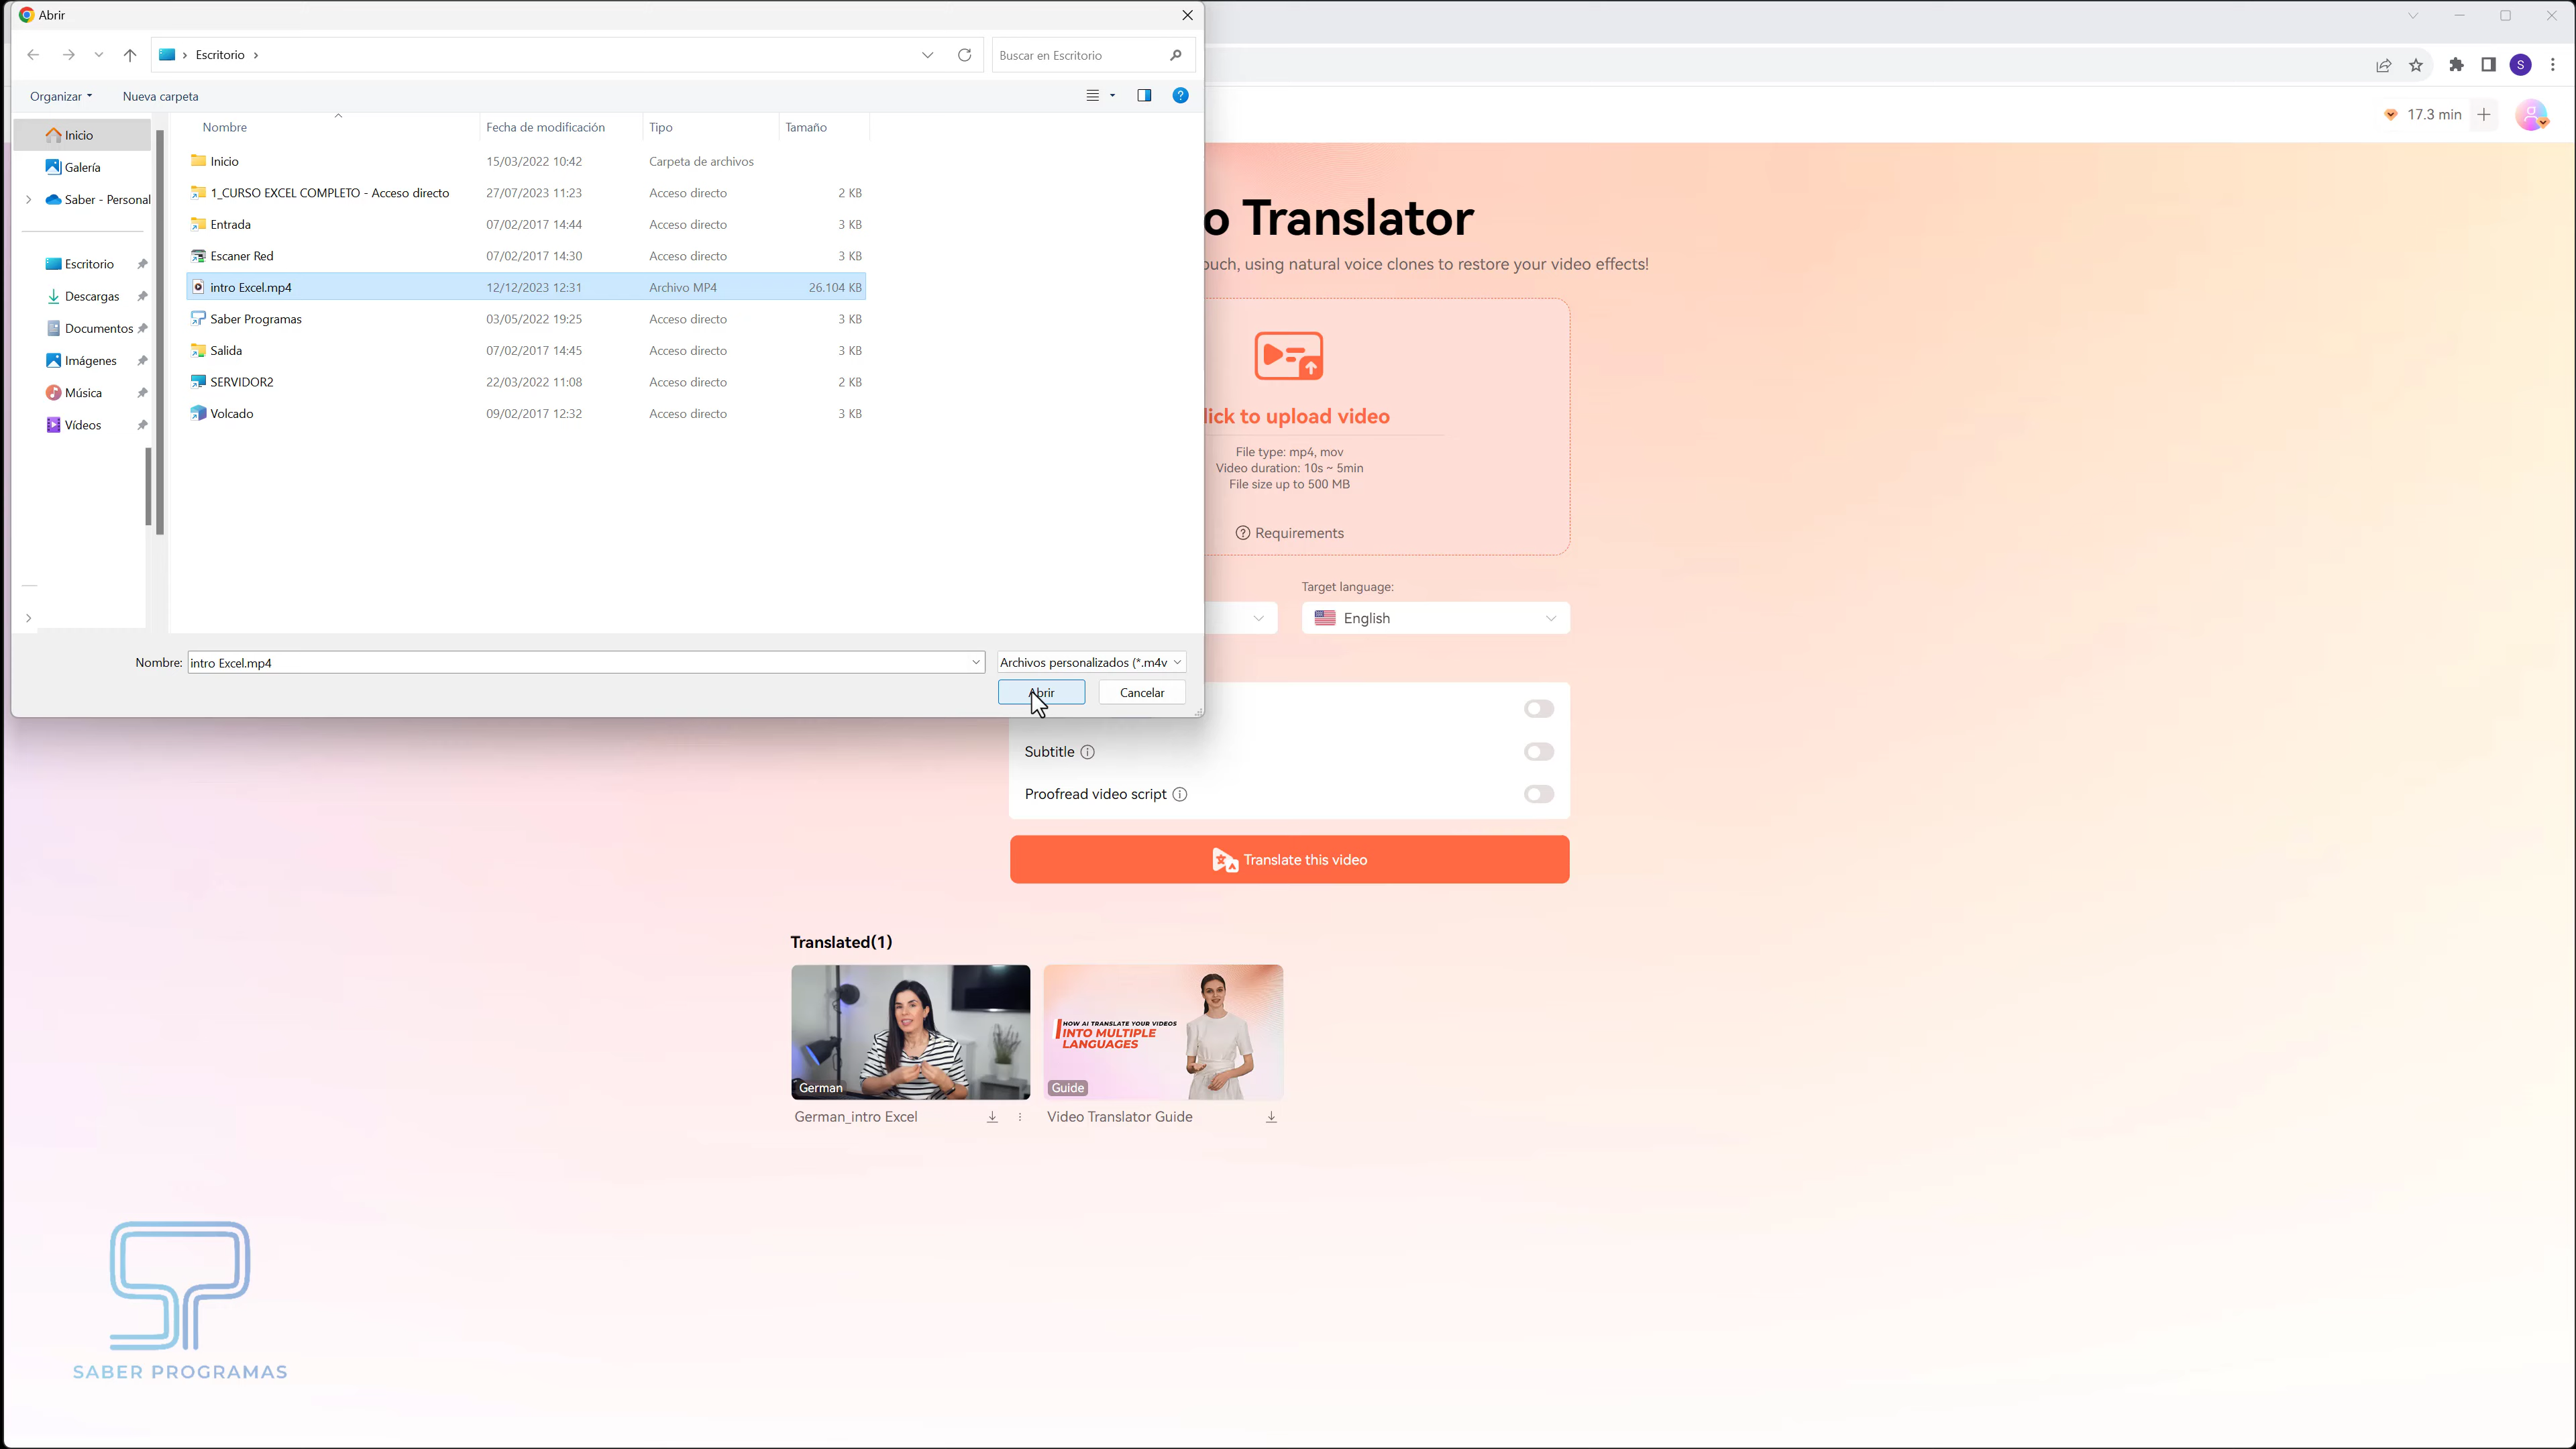 Abrir
Escritorio
Buscar en Escritorio
Organizar
Nueva carpeta
Inicio
Galería
Saber - Personal
Escritorio
Descargas
Documentos
Imágenes
Música
Vídeos
Nombre Fecha de modificación Tipo Tamaño
Inicio 15/03/2022 10:42 Carpeta de archivos
1_CURSO EXCEL COMPLETO - Acceso directo 27/07/2023 11:23 Acceso directo 2 KB
Entrada 07/02/2017 14:44 Acceso directo 3 KB
Escaner Red 07/02/2017 14:30 Acceso directo 3 KB
intro Excel.mp4 12/12/2023 12:31 Archivo MP4 26.104 KB
Saber Programas 03/05/2022 19:25 Acceso directo 3 KB
Salida 07/02/2017 14:45 Acceso directo 3 KB
SERVIDOR2 22/03/2022 11:08 Acceso directo 2 KB
Volcado 09/02/2017 12:32 Acceso directo 3 KB
Nombre: intro Excel.mp4 Archivos personalizados (*.m4v
Abrir Cancelar
S
17.3 min
o Translator
ouch, using natural voice clones to restore your video effects!
lick to upload video
File type: mp4, mov
Video duration: 10s ~ 5min
File size up to 500 MB
Requirements
Target language:
English
Subtitle
Proofread video script
Translate this video
Translated(1)
German
HOW AI TRANSLATE YOUR VIDEOS
INTO MULTIPLE
LANGUAGES
Guide
German_intro Excel
Video Translator Guide
SABER PROGRAMAS